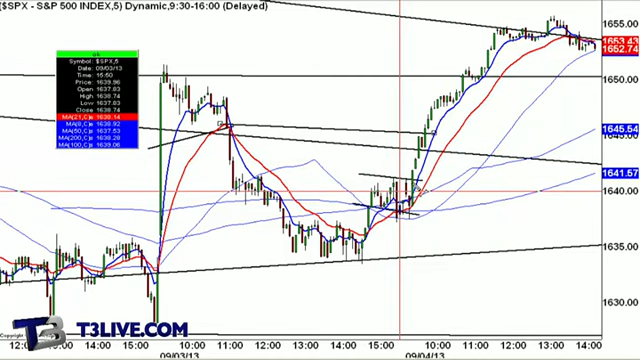 ($SPX - S&P 500 INDEX,5) Dynamic,9:30-16:00 (Delayed)
Symbol: $SPX,5
Date: 09/03/13
Time: 15:50
Price: 1639.96
Open: 1637.83
High: 1638.74
Low: 1637.83
Close: 1638.74
MA(21,C)= 1638.14
MA(8,C)= 1638.92
MA(50,C)= 1637.53
MA(200,C)= 1638.28
MA(100,C)= 1639.06
1655.00
1653.43
1652.74
1650.00
1645.54
1645.00
1641.57
1640.00
1635.00
1630.00
T3LIVE.COM
14:00 15:00 10:00 11:00 12:00 13:00 14:00 15:00 10:00 11:00 12:00 13:00 14:00
09/03/13 09/04/13